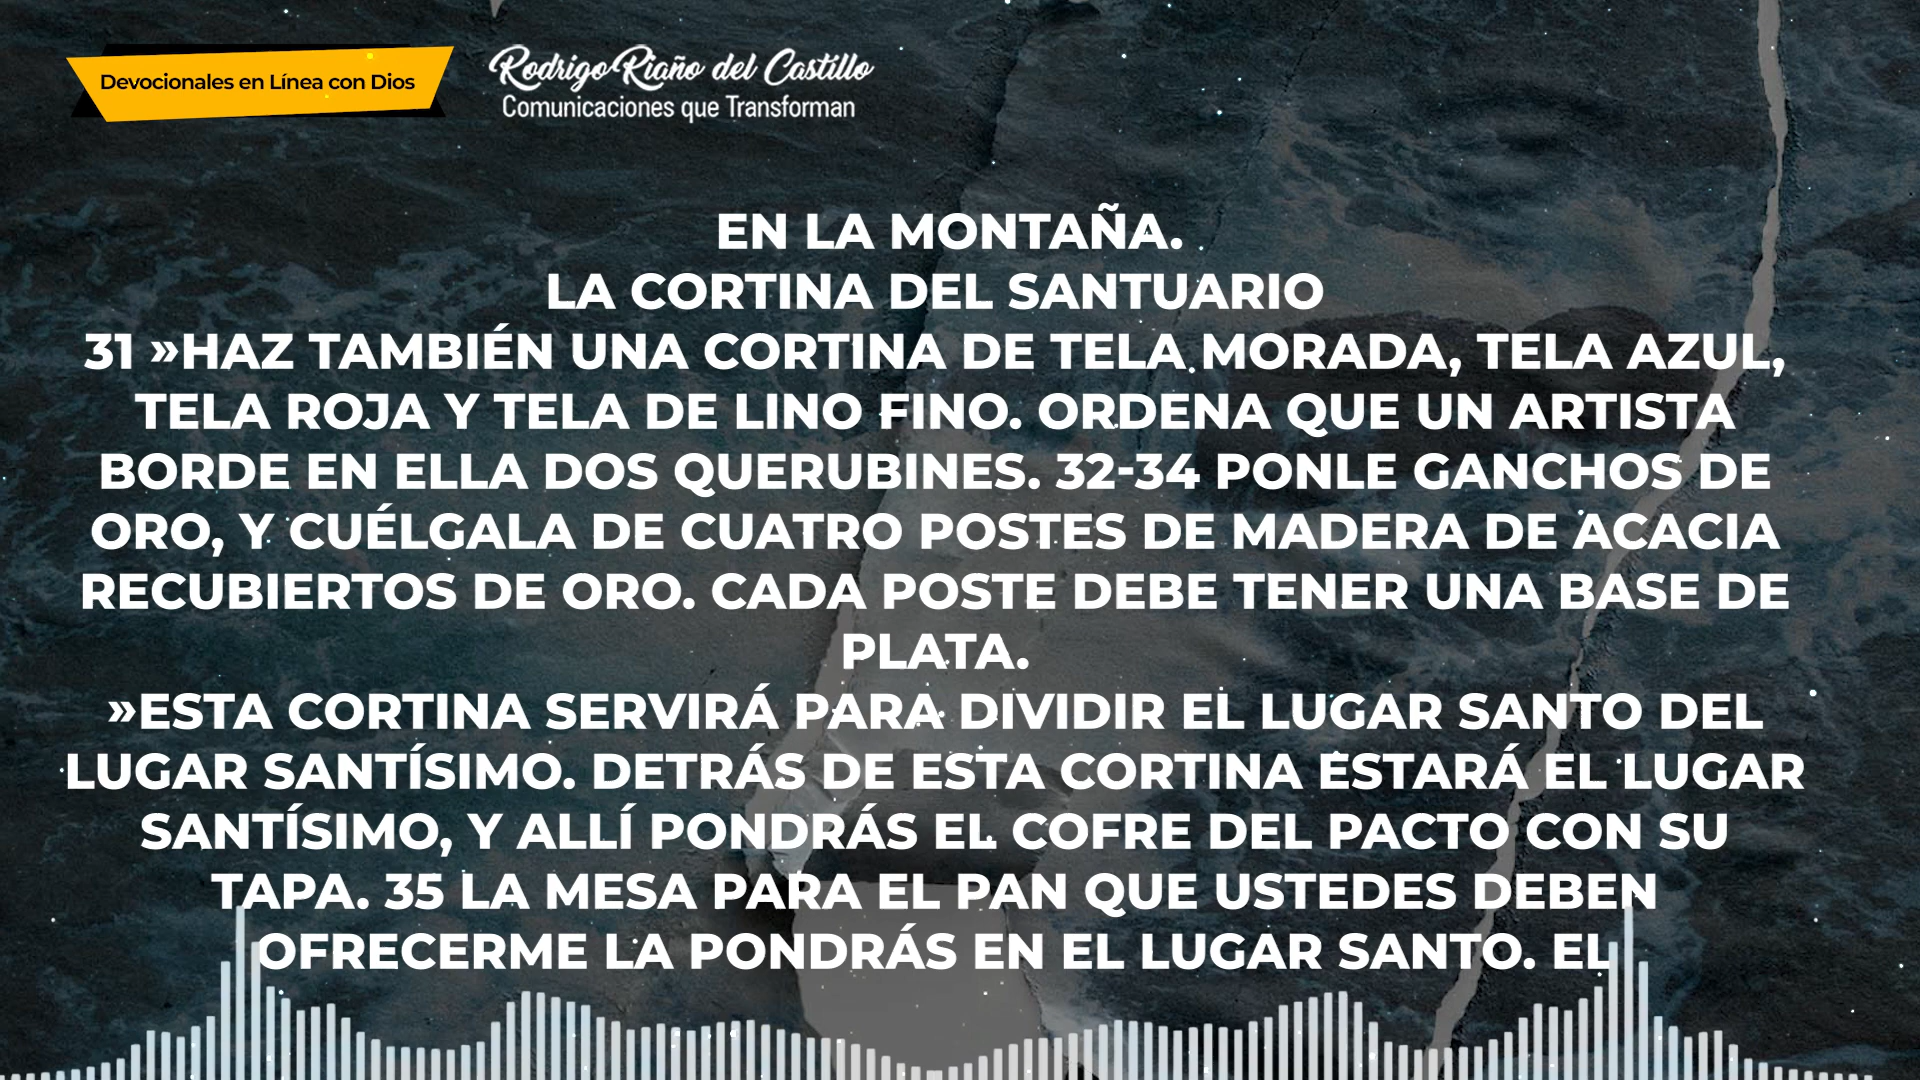 Devocionales en Línea con Dios
Rodrigo Riaño del Castillo
Comunicaciones que Transforman
EN LA MONTAÑA.
LA CORTINA DEL SANTUARIO
31 »HAZ TAMBIÉN UNA CORTINA DE TELA MORADA, TELA AZUL,
TELA ROJA Y TELA DE LINO FINO. ORDENA QUE UN ARTISTA
BORDE EN ELLA DOS QUERUBINES. 32-34 PONLE GANCHOS DE
ORO, Y CUÉLGALA DE CUATRO POSTES DE MADERA DE ACACIA
RECUBIERTOS DE ORO. CADA POSTE DEBE TENER UNA BASE DE
PLATA.
»ESTA CORTINA SERVIRÁ PARA DIVIDIR EL LUGAR SANTO DEL
LUGAR SANTÍSIMO. DETRÁS DE ESTA CORTINA ESTARÁ EL LUGAR
SANTÍSIMO, Y ALLÍ PONDRÁS EL COFRE DEL PACTO CON SU
TAPA. 35 LA MESA PARA EL PAN QUE USTEDES DEBEN
OFRECERME LA PONDRÁS EN EL LUGAR SANTO. EL